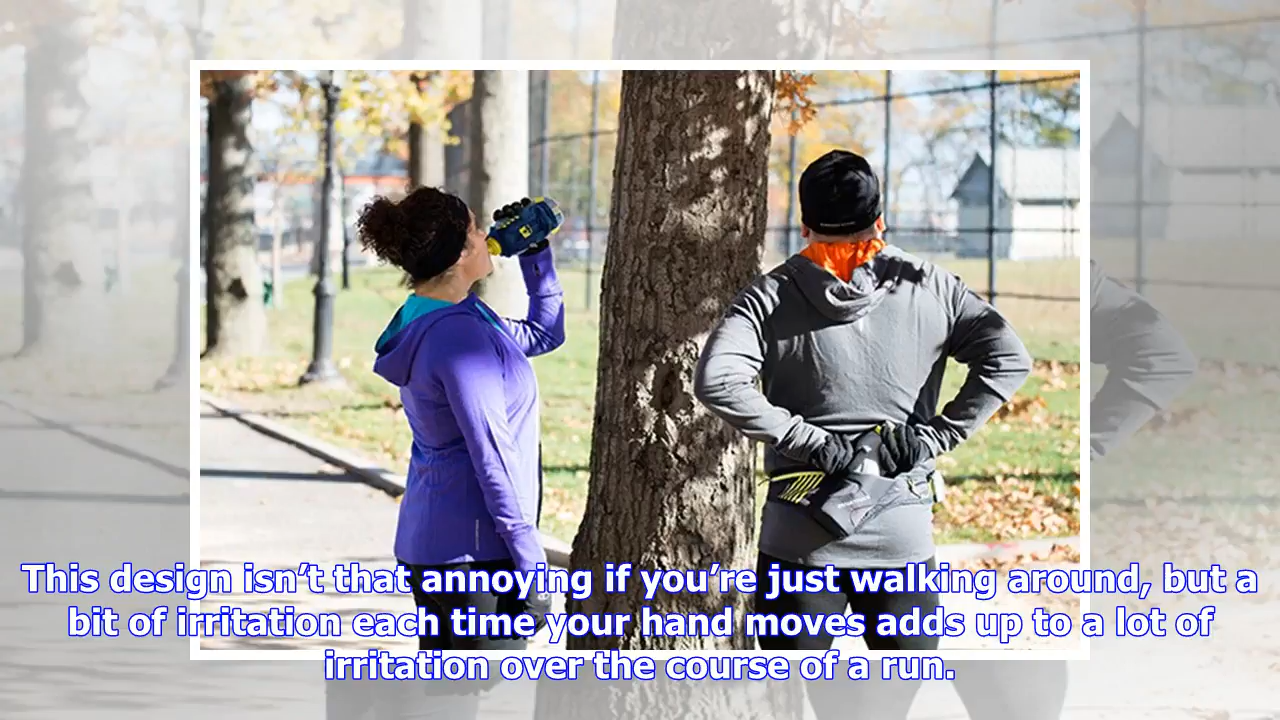 This design isn’t that annoying if you’re just walking around, but a
bit of irritation each time your hand moves adds up to a lot of
irritation over the course of a run.